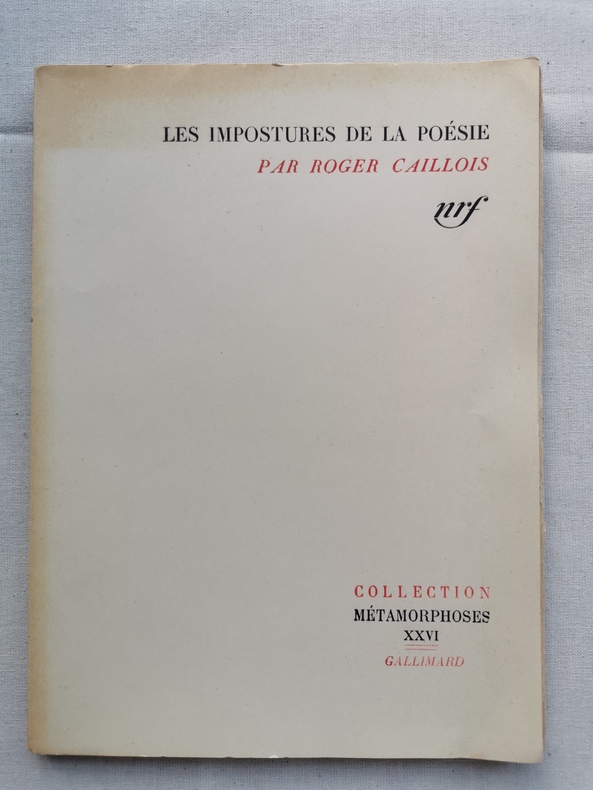 LES IMPOSTURES DE LA POÉSIE
PAR ROGER CAILLOIS
nrf
COLLECTION
MÉTAMORPHOSES
XXVI
GALLIMARD